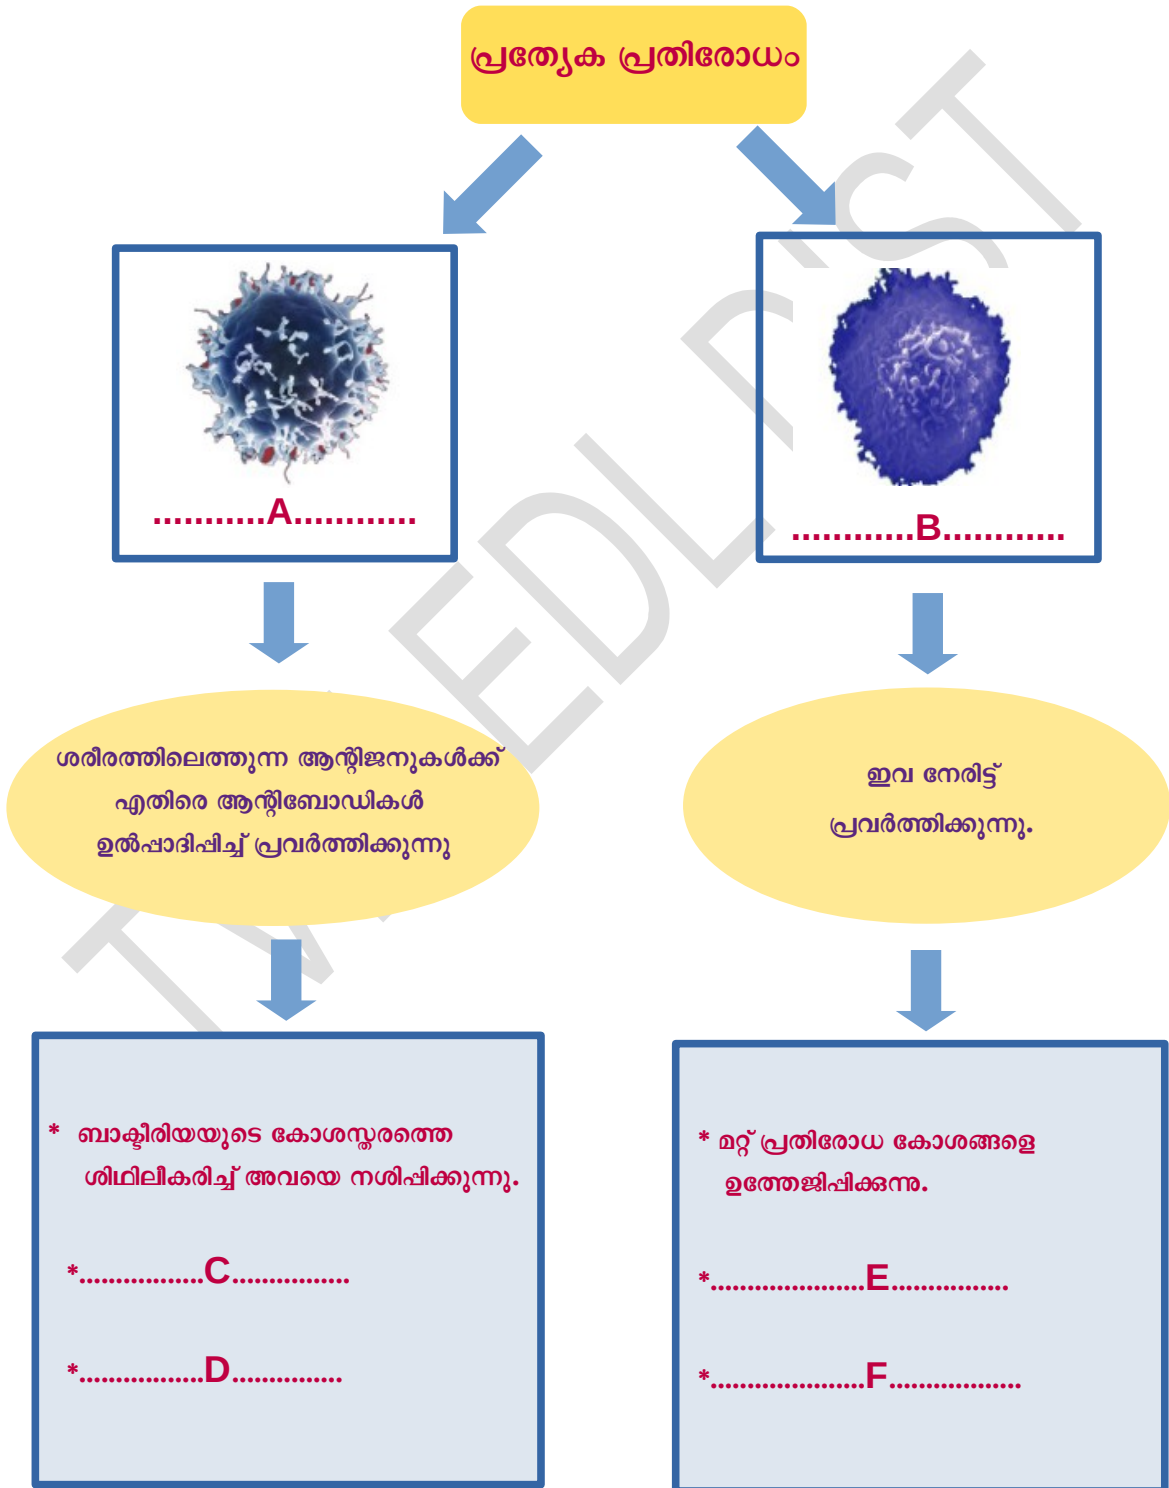 പ്രത്യേക പ്രതിരോധം
...........A............
............B............
ശരീരത്തിലെത്തുന്ന ആന്റിജനുകൾക്ക്
എതിരെ ആന്റിബോഡികൾ
ഉൽപ്പാദിപ്പിച്ച് പ്രവർത്തിക്കുന്നു
ഇവ നേരിട്ട്
പ്രവർത്തിക്കുന്നു.
* ബാക്ടീരിയയുടെ കോശസ്തരത്തെ
ശിഥിലീകരിച്ച് അവയെ നശിപ്പിക്കുന്നു.
*.................C................
*.................D...............
* മറ്റ് പ്രതിരോധ കോശങ്ങളെ
ഉത്തേജിപ്പിക്കുന്നു.
*.....................E................
*.....................F..................